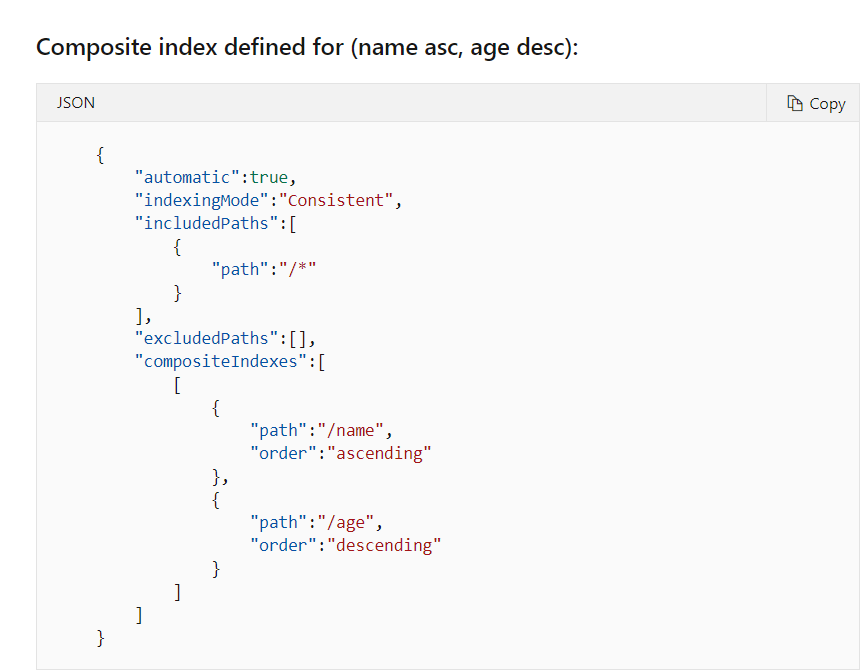 Composite index defined for (name asc, age desc):
JSON
Copy
{
"automatic":true,
"indexingMode":"Consistent",
"includedPaths":[
{
"path":"/*"
}
],
"excludedPaths":[],
"compositeIndexes":[
[
{
"path":"/name",
"order":"ascending"
},
{
"path":"/age",
"order":"descending"
}
]
]
}